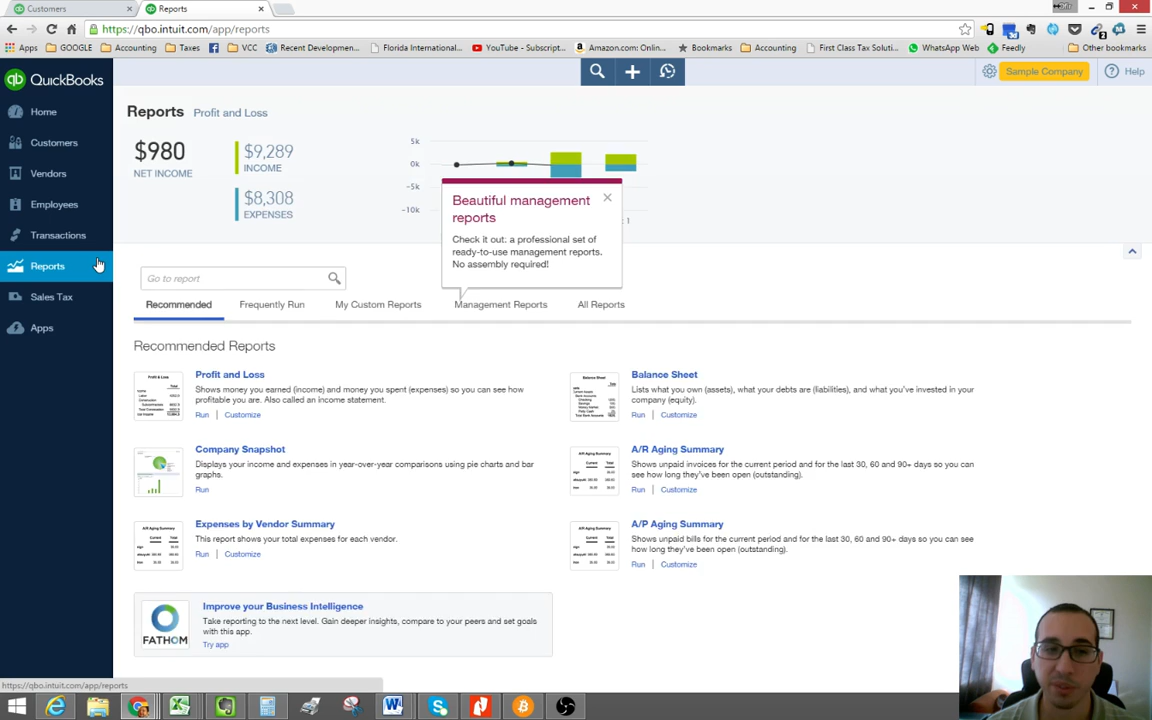 Customers
Reports
https://qbo.intuit.com/app/reports
Apps
GOOGLE
Accounting
Taxes
VCC
Recent Developmen...
Florida International...
YouTube - Subscript...
Amazon.com: Onlin...
Bookmarks
Accounting
First Class Tax Soluti...
WhatsApp Web
Feedly
Other bookmarks
qb QuickBooks
Sample Company
Help
Home
Customers
Vendors
Employees
Transactions
Reports
Sales Tax
Apps
Reports Profit and Loss
$980
NET INCOME
$9,289
INCOME
$8,308
EXPENSES
5k
0k
-5k
-10k
1
Beautiful management
reports
Check it out: a professional set of
ready-to-use management reports.
No assembly required!
Go to report
Recommended
Frequently Run
My Custom Reports
Management Reports
All Reports
Recommended Reports
Profit and Loss
Shows money you earned (income) and money you spent (expenses) so you can see how
profitable you are. Also called an income statement.
Run | Customize
Balance Sheet
Lists what you own (assets), what your debts are (liabilities), and what you've invested in
your company
(equity).
Run | Customize
Company Snapshot
Displays your income and expenses in year-over-year comparisons using pie charts and bar
graphs.
Run
A/R Aging Summary
Shows unpaid invoices for the current period and for the last 30, 60 and 90+ days so you can
see how long they've been open (outstanding).
Run | Customize
Expenses by Vendor Summary
This report shows your total expenses for each vendor.
Run | Customize
A/P Aging Summary
Shows unpaid bills for the current period and for the last 30, 60 and 90+ days so you can see
how long they've been open (outstanding).
Run | Customize
FATHOM
Improve your Business Intelligence
Take reporting to the next level. Gain deeper insights, compare to your peers and set goals
with this app.
Try app
https://qbo.intuit.com/app/reports